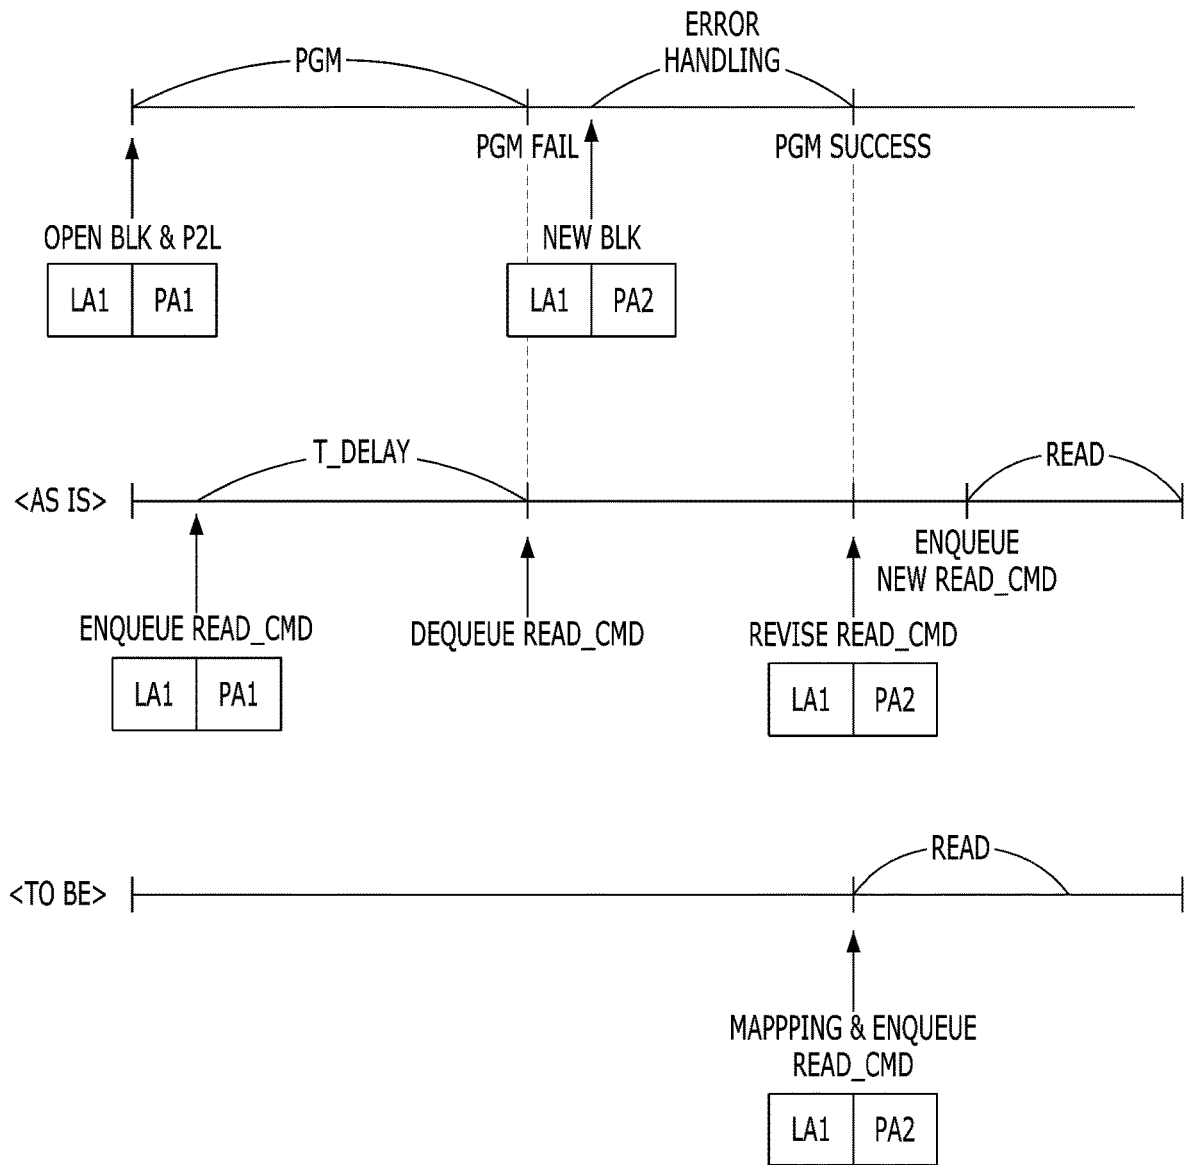 ERROR
HANDLING
PGM
PGM FAIL
PGM SUCCESS
OPEN BLK & P2L
LA1 PA1
NEW BLK
LA1 PA2
T_DELAY
READ
<AS IS>
ENQUEUE
NEW READ_CMD
ENQUEUE READ_CMD
LA1 PA1
DEQUEUE READ_CMD
REVISE READ_CMD
LA1 PA2
READ
<TO BE>
MAPPPING & ENQUEUE
READ_CMD
LA1 PA2